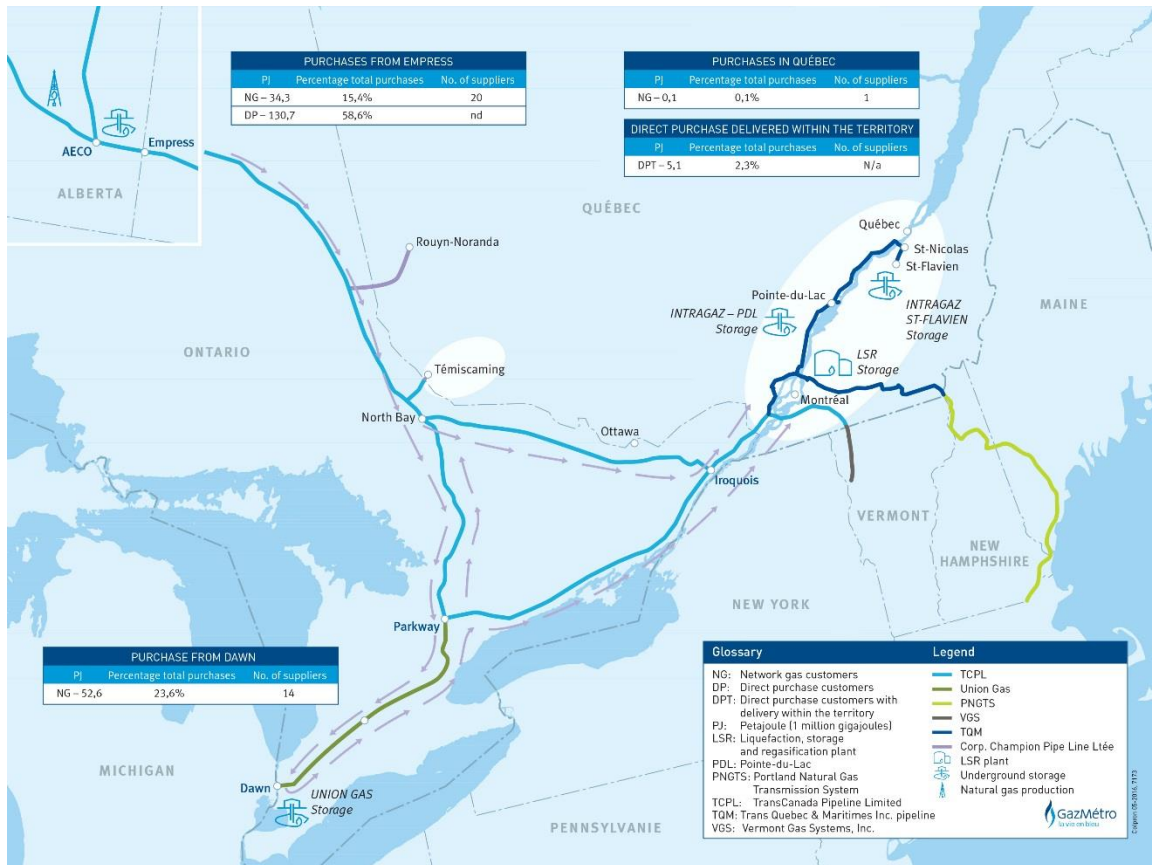 PURCHASES FROM EMPRESS
PJ Percentage total purchases No. of suppliers
NG – 34,3 15,4% 20
DP – 130,7 58,6% nd
PURCHASES IN QUÉBEC
PJ Percentage total purchases No. of suppliers
NG – 0,1 0,1% 1
DIRECT PURCHASE DELIVERED WITHIN THE TERRITORY
PJ Percentage total purchases No. of suppliers
DPT – 5,1 2,3% N/a
AECO
Empress
ALBERTA
QUÉBEC
Rouyn-Noranda
Québec
St-Nicolas
St-Flavien
Pointe-du-Lac
INTRAGAZ – PDL
Storage
INTRAGAZ
ST-FLAVIEN
Storage
MAINE
ONTARIO
LSR
Storage
Témiscaming
Montréal
North Bay
Ottawa
Iroquois
VERMONT
NEW
HAMPHSHIRE
NEW YORK
Parkway
PURCHASE FROM DAWN
PJ Percentage total purchases No. of suppliers
NG – 52,6 23,6% 14
MICHIGAN
Dawn
UNION GAS
Storage
PENNSYLVANIE
Glossary
NG: Network gas customers
DP: Direct purchase customers
DPT: Direct purchase customers with
delivery within the territory
PJ: Petajoule (1 million gigajoules)
LSR: Liquefaction, storage
and regasification plant
PDL: Pointe-du-Lac
PNGTS: Portland Natural Gas
Transmission System
TCPL: TransCanada Pipeline Limited
TQM: Trans Quebec & Maritimes Inc. pipeline
VGS: Vermont Gas Systems, Inc.
Legend
TCPL
Union Gas
PNGTS
VGS
TQM
Corp. Champion Pipe Line Ltée
LSR plant
Underground storage
Natural gas production
GazMétro
la vie en bleu